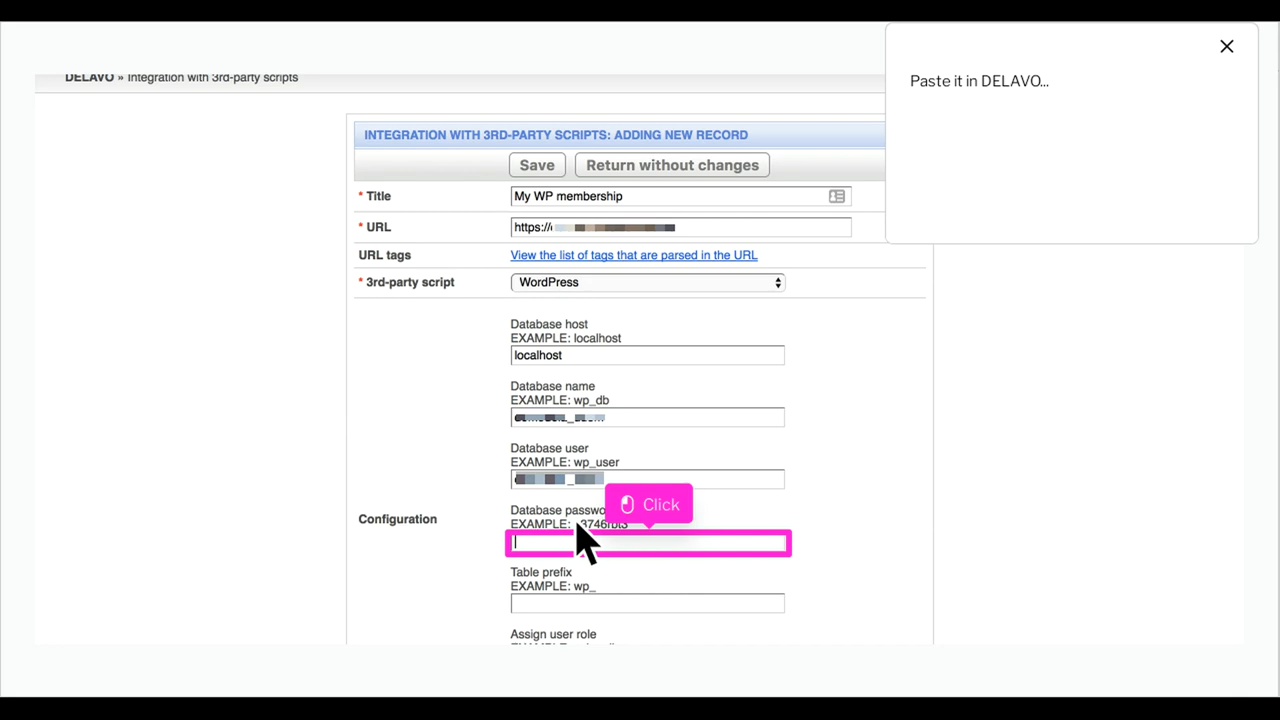 DELAVO » Integration with 3rd-party scripts
Paste it in DELAVO...
INTEGRATION WITH 3RD-PARTY SCRIPTS: ADDING NEW RECORD
Save Return without changes
* Title My WP membership
* URL https://
URL tags View the list of tags that are parsed in the URL
* 3rd-party script WordPress
Database host
EXAMPLE: localhost
localhost
Database name
EXAMPLE: wp_db
Database user
EXAMPLE: wp_user
Click
Database
EXAMPLE:
Configuration
Table prefix
EXAMPLE: wp_
Assign user role